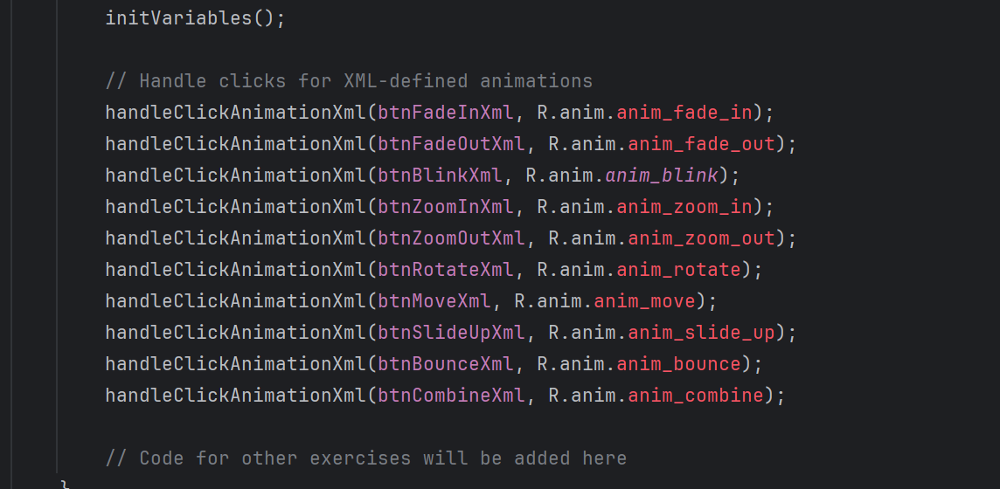 initVariables();
// Handle clicks for XML-defined animations
handleClickAnimationXml(btnFadeInXml, R.anim.anim_fade_in);
handleClickAnimationXml(btnFadeOutXml, R.anim.anim_fade_out);
handleClickAnimationXml(btnBlinkXml, R.anim.anim_blink);
handleClickAnimationXml(btnZoomInXml, R.anim.anim_zoom_in);
handleClickAnimationXml(btnZoomOutXml, R.anim.anim_zoom_out);
handleClickAnimationXml(btnRotateXml, R.anim.anim_rotate);
handleClickAnimationXml(btnMoveXml, R.anim.anim_move);
handleClickAnimationXml(btnSlideUpXml, R.anim.anim_slide_up);
handleClickAnimationXml(btnBounceXml, R.anim.anim_bounce);
handleClickAnimationXml(btnCombineXml, R.anim.anim_combine);
// Code for other exercises will be added here
}